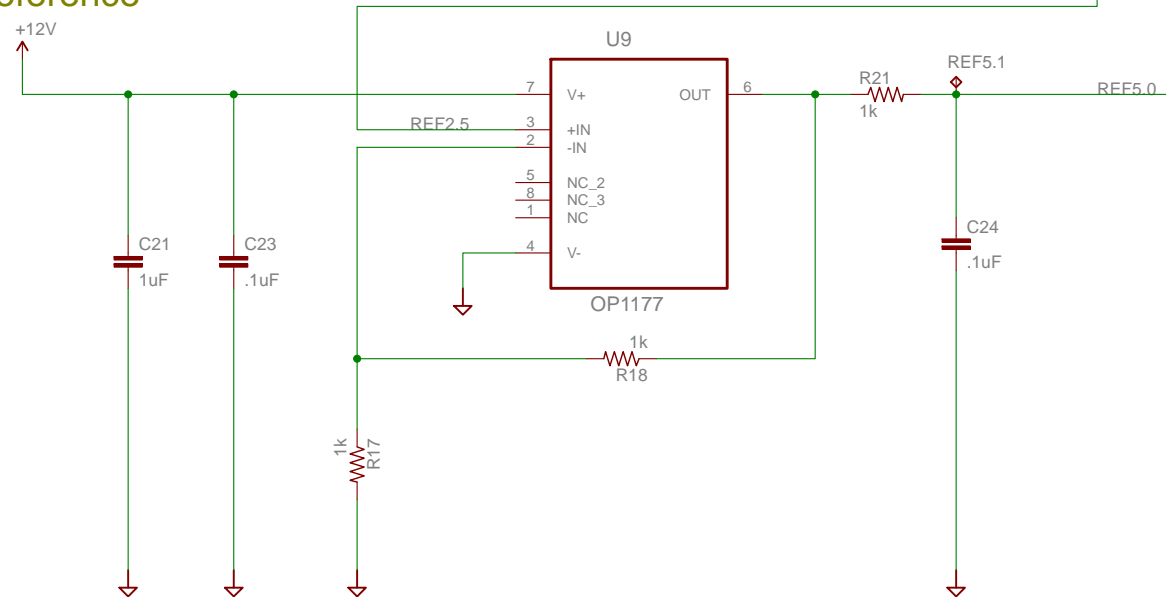 +12V
U9
REF5.1
R21
1k
REF5.0
7
V+
OUT
6
REF2.5
3
+IN
2
-IN
5
NC_2
8
NC_3
1
NC
4
V-
C21
1uF
C23
.1uF
C24
.1uF
OP1177
1k
R18
1k
R17